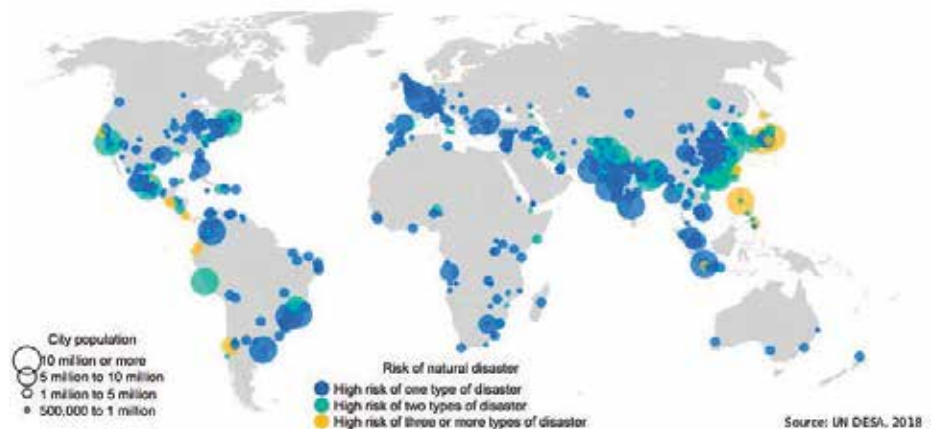 City population
10 million or more
5 million to 10 million
1 million to 5 million
500,000 to 1 million
Risk of natural disaster
High risk of one type of disaster
High risk of two types of disaster
High risk of three or more types of disaster
Source: UN DESA, 2018